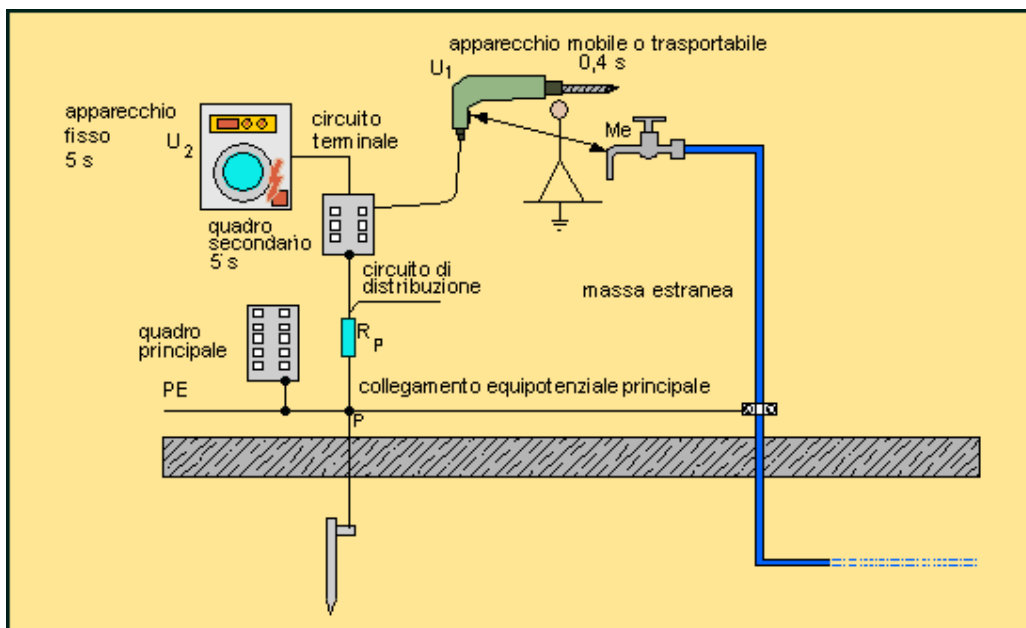 apparecchio mobile o trasportabile
0,4 s
U1
apparecchio
fisso
5 s
U2
circuito
terminale
Me
quadro
secondario
5 s
circuito di
distribuzione
massa estranea
quadro
principale
RP
PE
collegamento equipotenziale principale
P